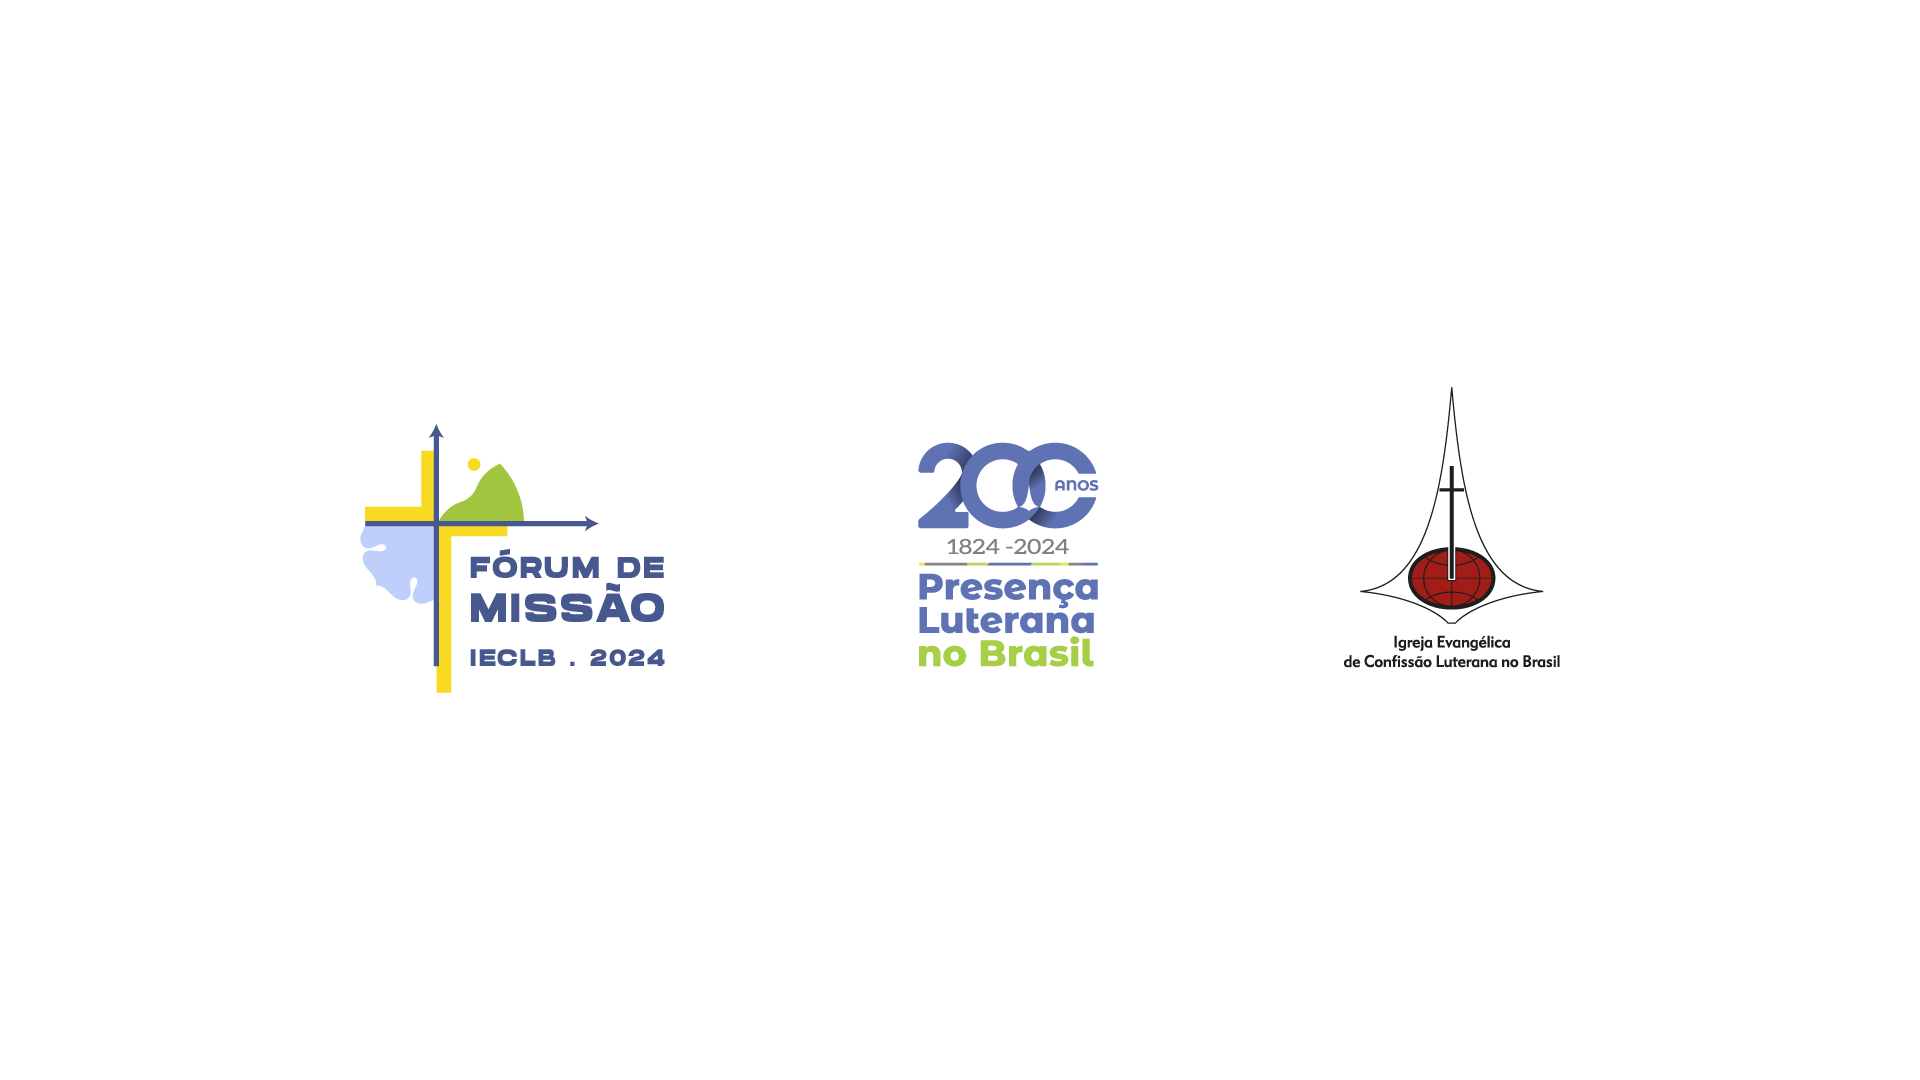 FÓRUM DE
MISSÃO
IECLB . 2024
200
ANOS
1824 -2024
Presença
Luterana
no Brasil
Igreja Evangélica
de Confissão Luterana no Brasil